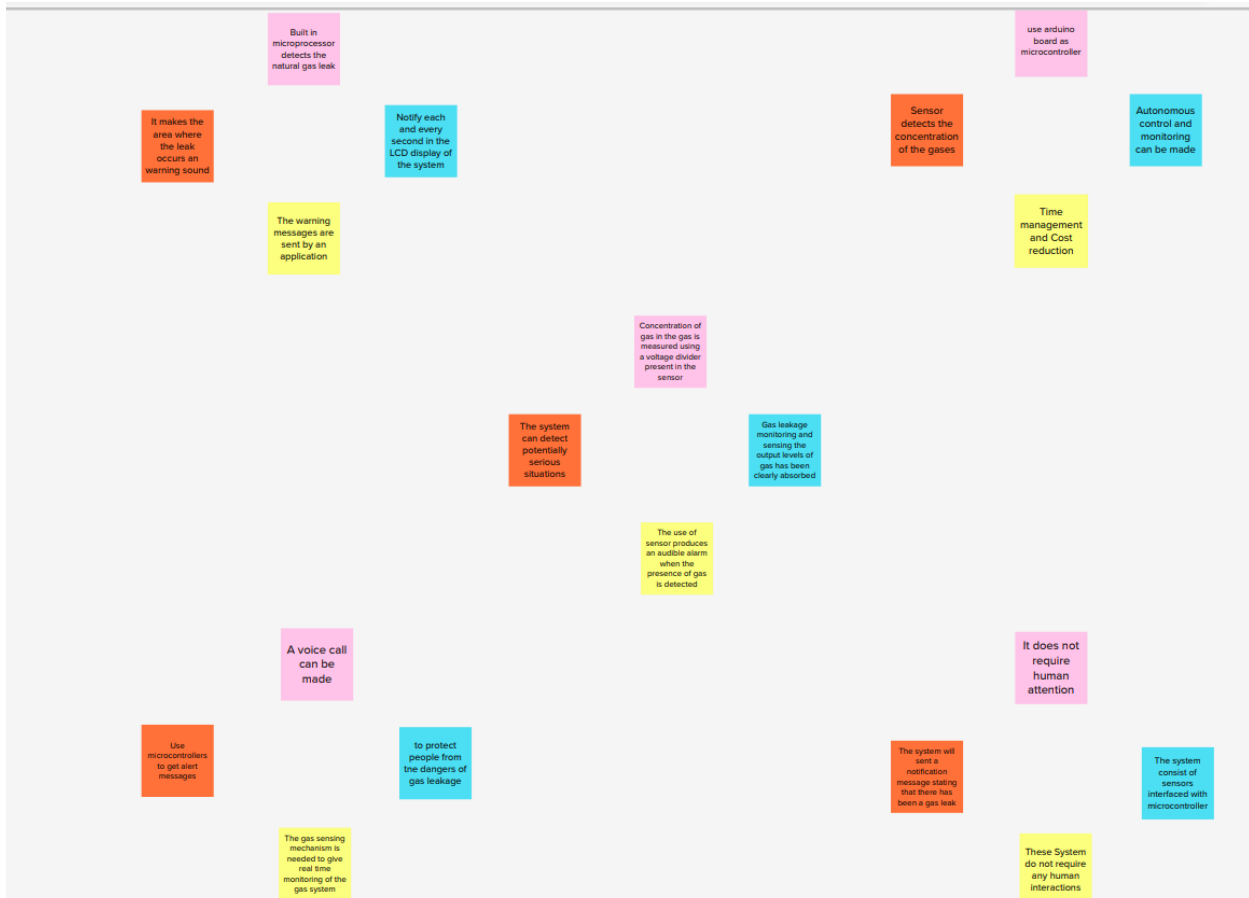 Built in
microprocessor
detects the
natural gas leak
It makes the
area where
the leak
occurs an
warning sound
Notify each
and every
second in the
LCD display of
the system
The warning
messages are
sent by an
application
use arduino
board as
microcontroller
Sensor
detects the
concentration
of the gases
Autonomous
control and
monitoring
can be made
Time
management
and Cost
reduction
Concentration of
gas in the gas is
measured using
a voltage divider
present in the
sensor
The system
can detect
potentially
serious
situations
Gas leakage
monitoring and
sensing the
output levels of
gas has been
clearly absorbed
The use of
sensor produces
an audible alarm
when the
presence of gas
is detected
A voice call
can be
made
Use
microcontrollers
to get alert
messages
to protect
people from
tne dangers of
gas leakage
The gas sensing
mechanism is
needed to give
real time
monitoring of the
gas system
It does not
require
human
attention
The system will
sent a
notification
message stating
that there has
been a gas leak
The system
consist of
sensors
interfaced with
microcontroller
These System
do not require
any human
interactions